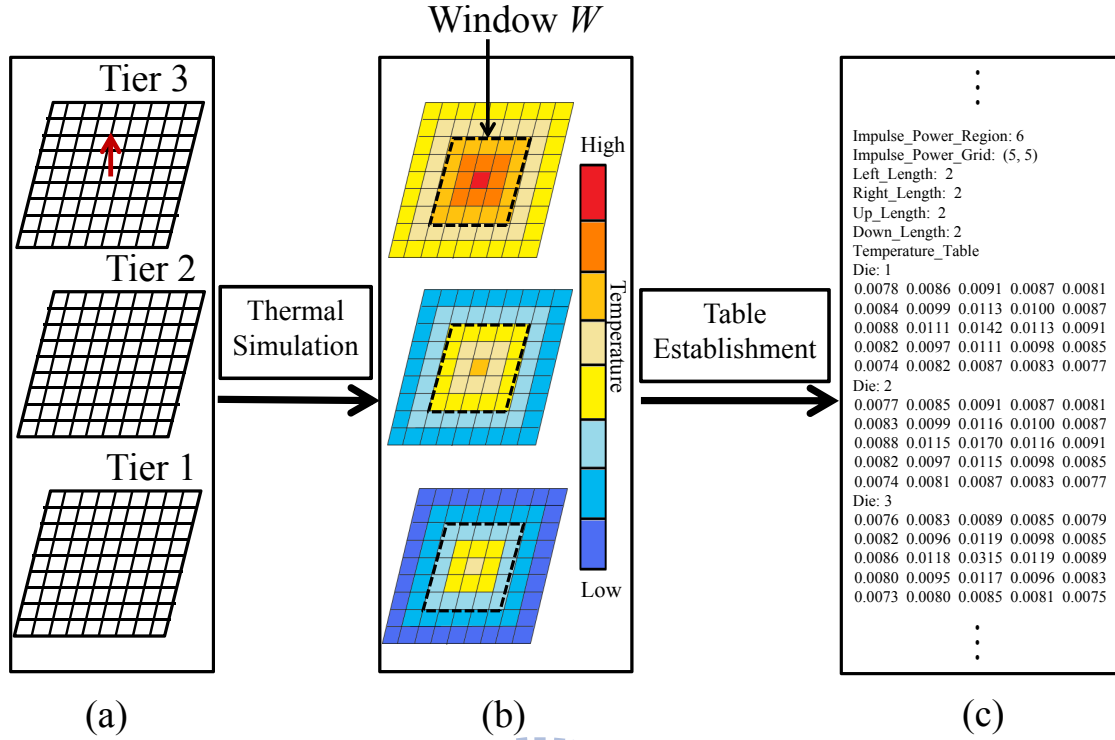 Window W
Tier 3
Tier 2
Tier 1
Thermal
Simulation
High
Temperature
Low
Table
Establishment
Impulse_Power_Region: 6
Impulse_Power_Grid: (5, 5)
Left_Length: 2
Right_Length: 2
Up_Length: 2
Down_Length: 2
Temperature_Table
Die: 1
0.0078 0.0086 0.0091 0.0087 0.0081
0.0084 0.0099 0.0113 0.0100 0.0087
0.0088 0.0111 0.0142 0.0113 0.0091
0.0082 0.0097 0.0111 0.0098 0.0085
0.0074 0.0082 0.0087 0.0083 0.0077
Die: 2
0.0077 0.0085 0.0091 0.0087 0.0081
0.0083 0.0099 0.0116 0.0100 0.0087
0.0088 0.0115 0.0170 0.0116 0.0091
0.0082 0.0097 0.0115 0.0098 0.0085
0.0074 0.0081 0.0087 0.0083 0.0077
Die: 3
0.0076 0.0083 0.0089 0.0085 0.0079
0.0082 0.0096 0.0119 0.0098 0.0085
0.0086 0.0118 0.0315 0.0119 0.0089
0.0080 0.0095 0.0117 0.0096 0.0083
0.0073 0.0080 0.0085 0.0081 0.0075
(a)
(b)
(c)